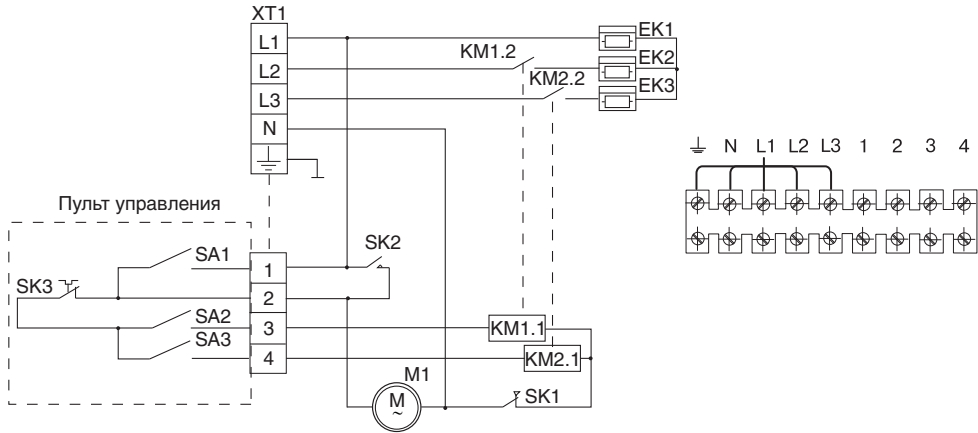 XT1
L1
L2
L3
N
KM1.2
KM2.2
EK1
EK2
EK3
N L1 L2 L3 1 2 3 4
Пульт управления
SA1
SK3
SA2
SA3
1
2
3
4
SK2
KM1.1
KM2.1
M1
M
~
SK1